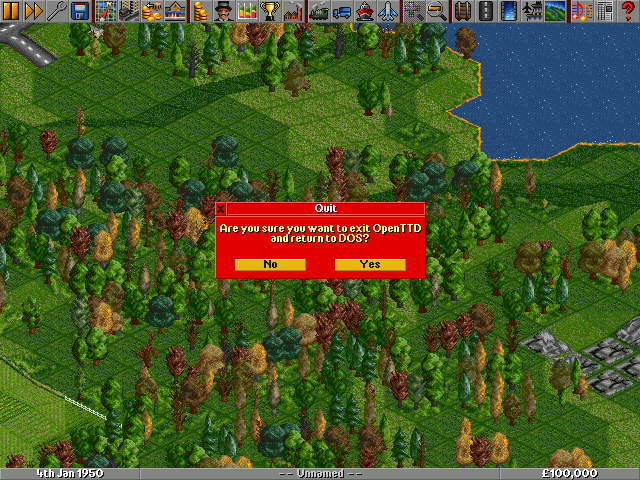 Quit
Are you sure you want to exit OpenTTD
and return to DOS?
No Yes
4th Jan 1950 -- Unnamed -- £100,000